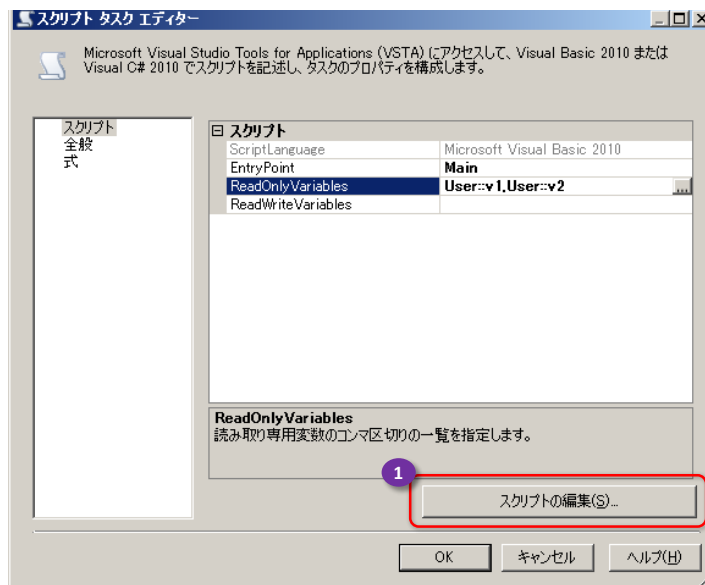 スクリプト タスク エディター
Microsoft Visual Studio Tools for Applications (VSTA) にアクセスして、Visual Basic 2010 または
Visual C# 2010 でスクリプトを記述し、タスクのプロパティを構成します。
スクリプト
全般
式
スクリプト
ScriptLanguage Microsoft Visual Basic 2010
EntryPoint Main
ReadOnlyVariables User::v1,User::v2 ...
ReadWriteVariables
ReadOnlyVariables
読み取り専用変数のコンマ区切りの一覧を指定します。
1
スクリプトの編集(S)...
OK キャンセル ヘルプ(H)